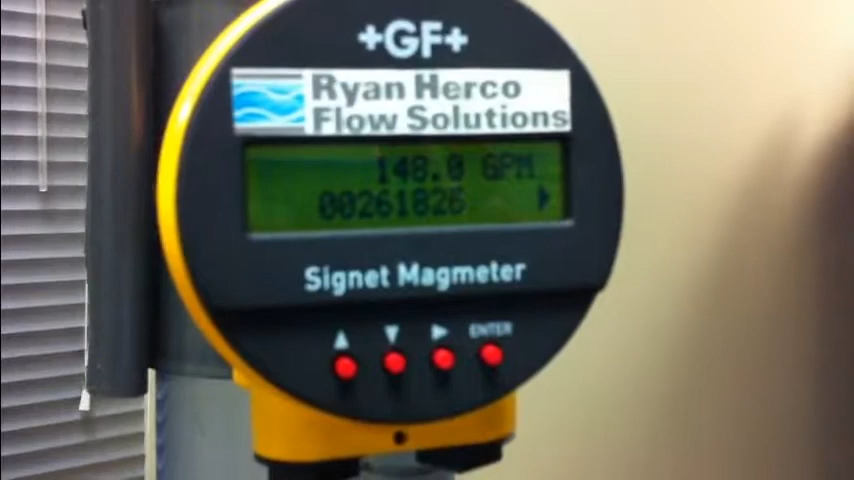 +GF+
Ryan Herco
Flow Solutions
148.0 GPM
00261826
Signet Magmeter
ENTER